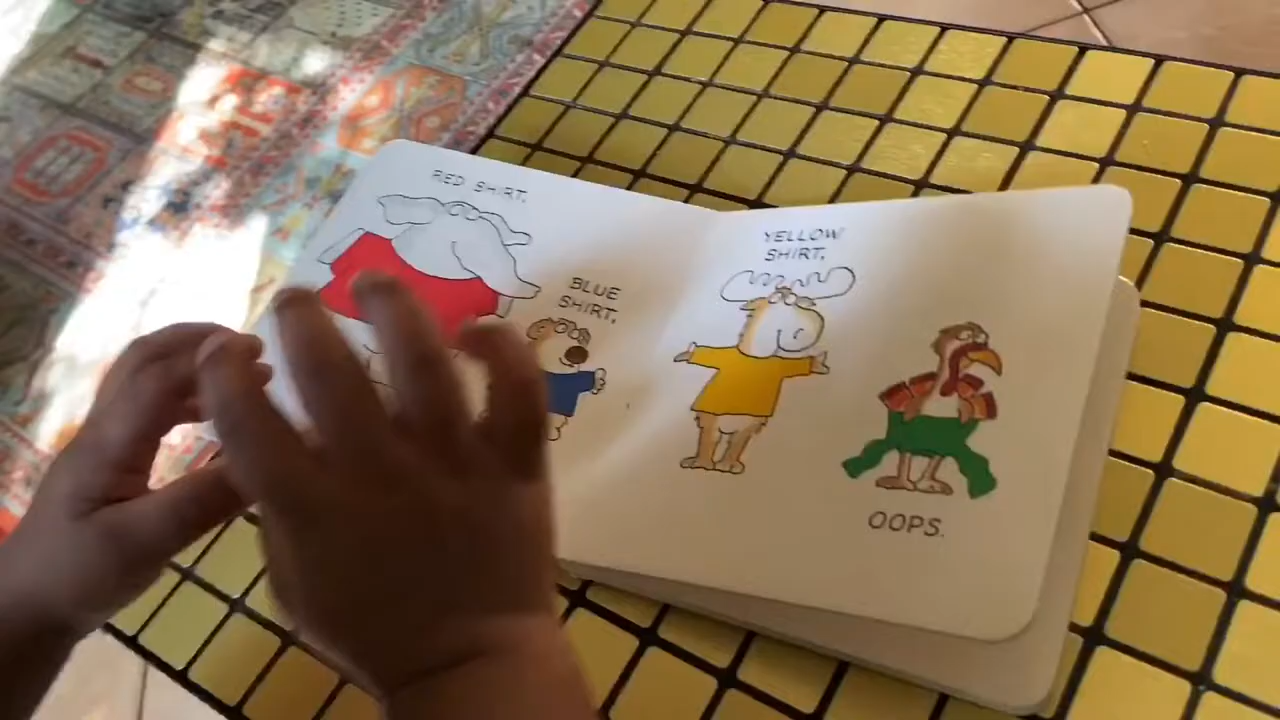 RED SHIRT,
BLUE
SHIRT,
YELLOW
SHIRT,
OOPS.